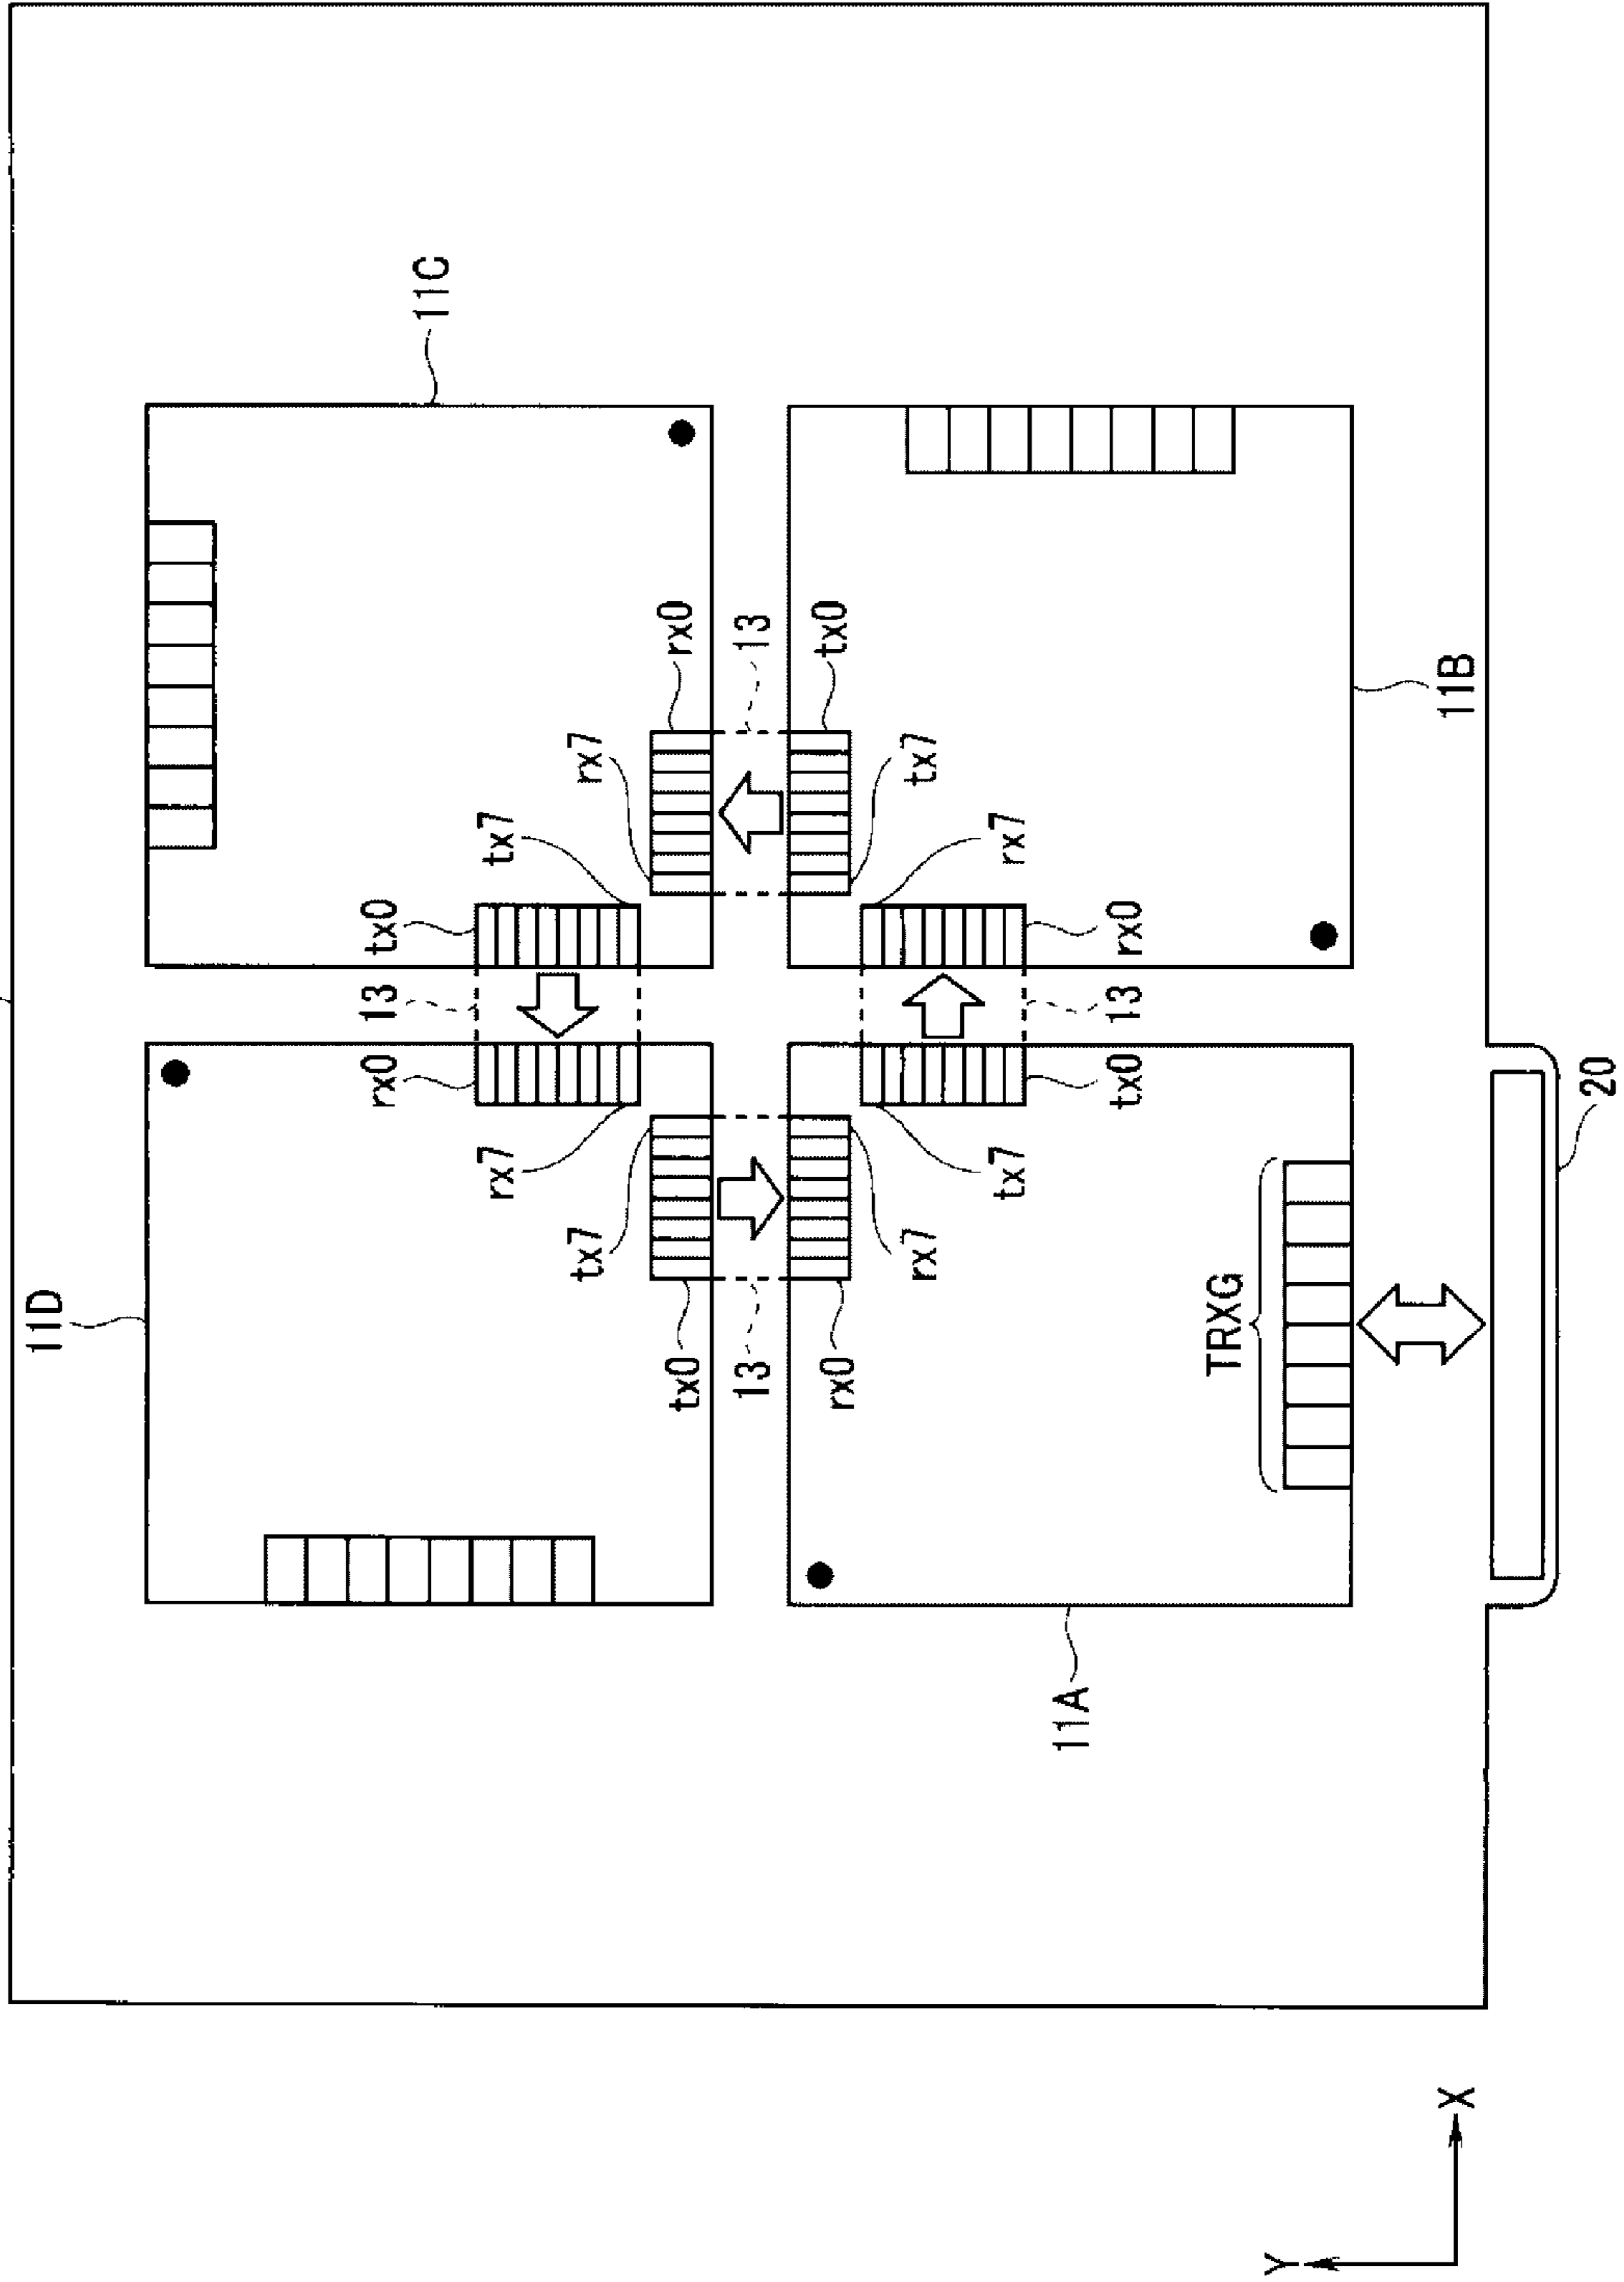 11D
rx0 13 tx0
11C
rx7 tx7
tx7 rx7
tx0 rx0
13 13
rx0 tx0
rx7 tx7
tx7 rx7
11A
tx0 13 rx0
TRXG
Y
X
11B
20